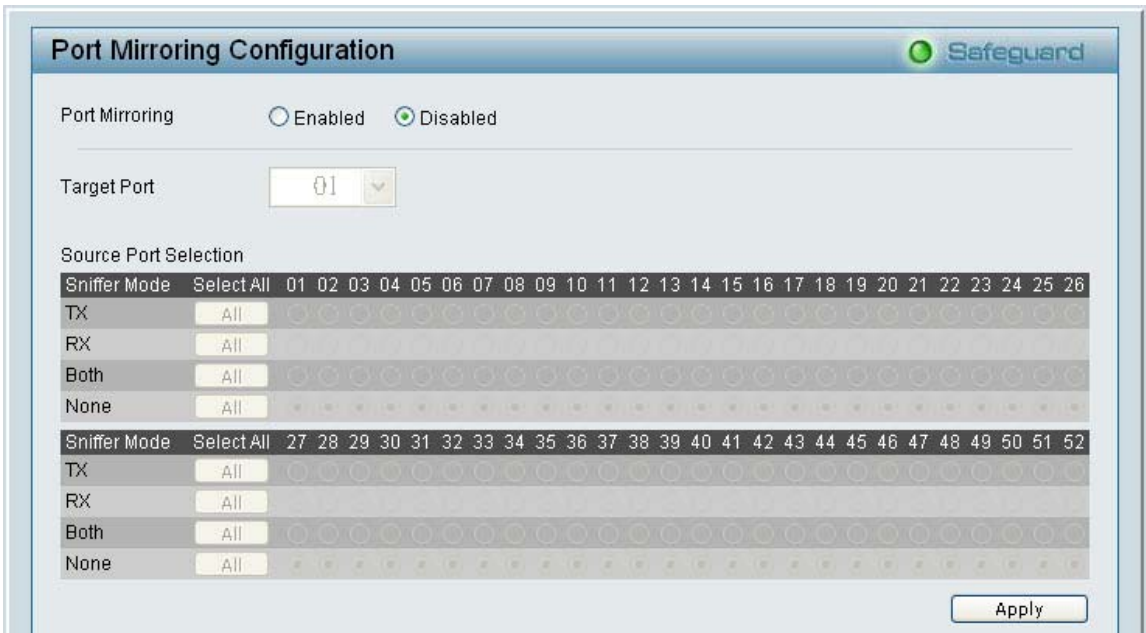 Port Mirroring Configuration Safeguard
Port Mirroring Enabled Disabled
Target Port 01
Source Port Selection
Sniffer Mode Select All 01 02 03 04 05 06 07 08 09 10 11 12 13 14 15 16 17 18 19 20 21 22 23 24 25 26
TX All
RX All
Both All
None All
Sniffer Mode Select All 27 28 29 30 31 32 33 34 35 36 37 38 39 40 41 42 43 44 45 46 47 48 49 50 51 52
TX All
RX All
Both All
None All
Apply